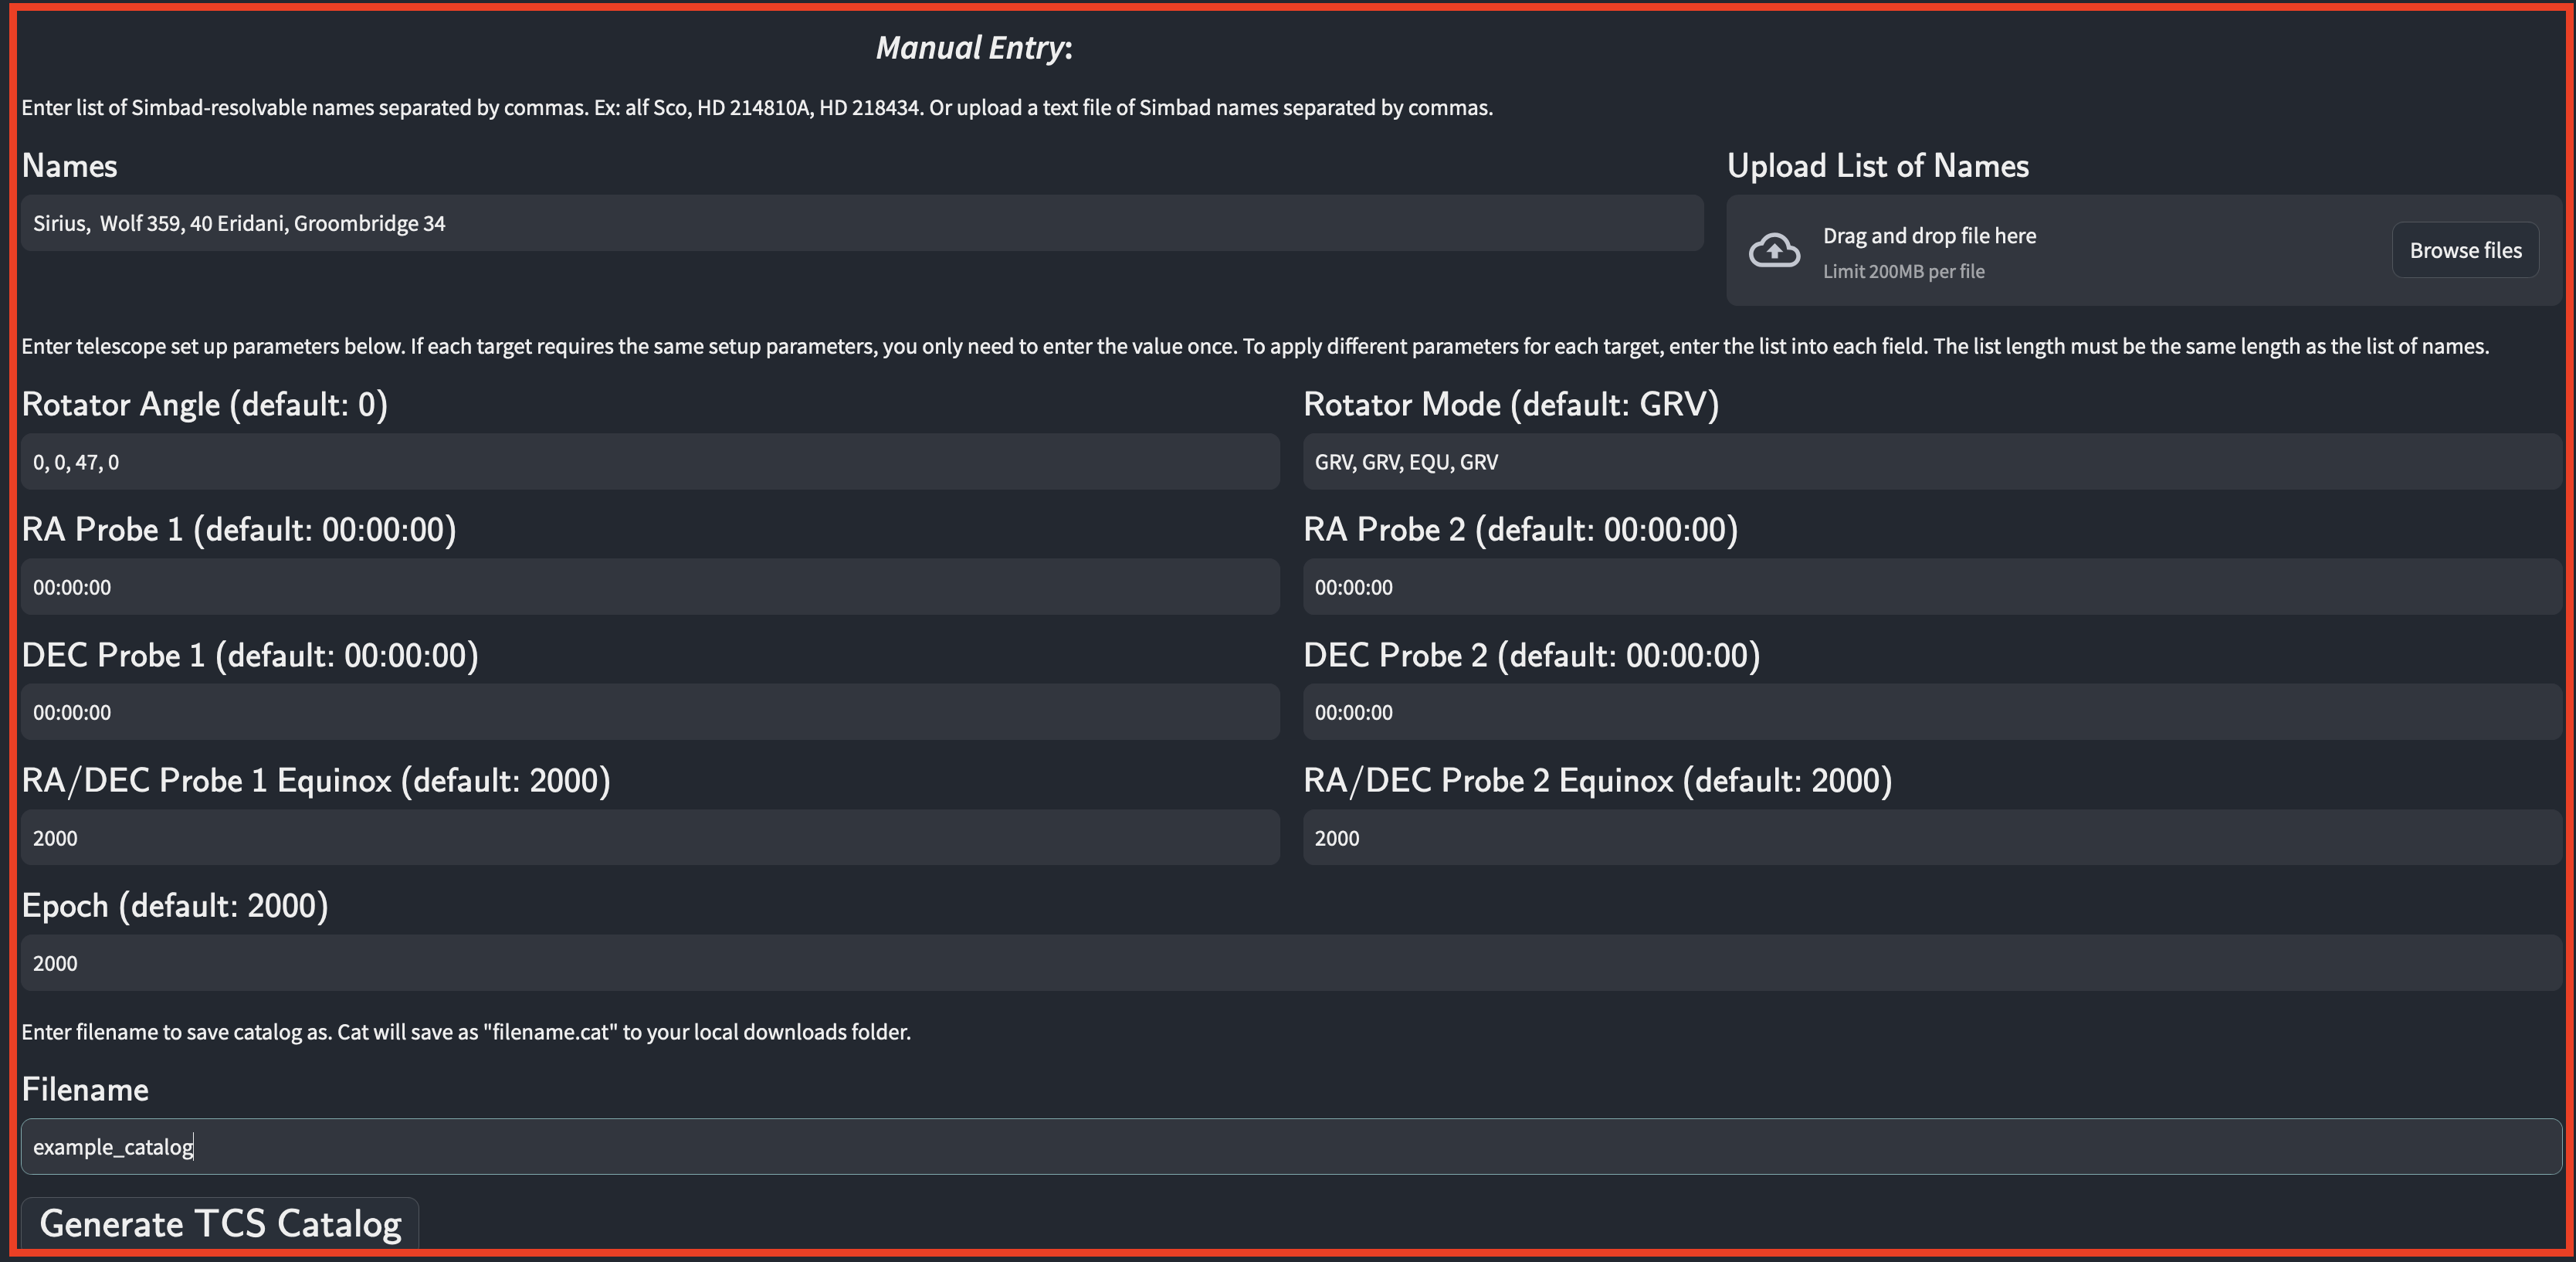 Manual Entry:
Enter list of Simbad-resolvable names separated by commas. Ex: alf Sco, HD 214810A, HD 218434. Or upload a text file of Simbad names separated by commas.
Names
Sirius,  Wolf 359, 40 Eridani, Groombridge 34
Upload List of Names
Drag and drop file here
Limit 200MB per file
Browse files
Enter telescope set up parameters below. If each target requires the same setup parameters, you only need to enter the value once. To apply different parameters for each target, enter the list into each field. The list length must be the same length as the list of names.
Rotator Angle (default: 0)
0, 0, 47, 0
Rotator Mode (default: GRV)
GRV, GRV, EQU, GRV
RA Probe 1 (default: 00:00:00)
00:00:00
RA Probe 2 (default: 00:00:00)
00:00:00
DEC Probe 1 (default: 00:00:00)
00:00:00
DEC Probe 2 (default: 00:00:00)
00:00:00
RA/DEC Probe 1 Equinox (default: 2000)
2000
RA/DEC Probe 2 Equinox (default: 2000)
2000
Epoch (default: 2000)
2000
Enter filename to save catalog as. Cat will save as "filename.cat" to your local downloads folder.
Filename
example_catalog
Generate TCS Catalog